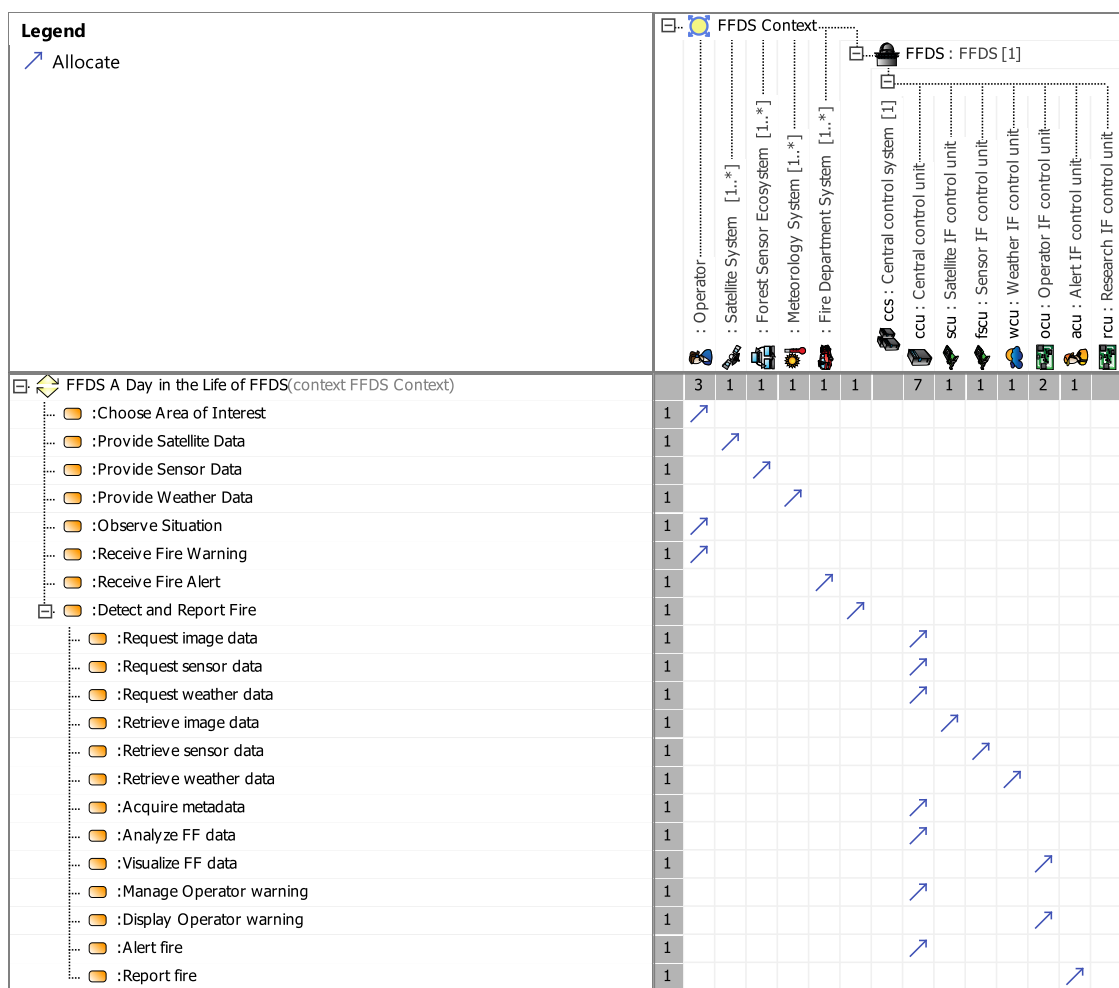 Legend
Allocate
FFDS Context
FFDS : FFDS [1]
: Operator
: Satellite System [1..*]
: Forest Sensor Ecosystem [1..*]
: Meteorology System [1..*]
: Fire Department System [1..*]
ccs : Central control system [1]
ccu : Central control unit
scu : Satellite IF control unit
fscu : Sensor IF control unit
wcu : Weather IF control unit
ocu : Operator IF control unit
acu : Alert IF control unit
rcu : Research IF control unit
FFDS A Day in the Life of FFDS(context FFDS Context) 3 1 1 1 1 1 7 1 1 1 2 1
:Choose Area of Interest 1
:Provide Satellite Data 1
:Provide Sensor Data 1
:Provide Weather Data 1
:Observe Situation 1
:Receive Fire Warning 1
:Receive Fire Alert 1
:Detect and Report Fire 1
:Request image data 1
:Request sensor data 1
:Request weather data 1
:Retrieve image data 1
:Retrieve sensor data 1
:Retrieve weather data 1
:Acquire metadata 1
:Analyze FF data 1
:Visualize FF data 1
:Manage Operator warning 1
:Display Operator warning 1
:Alert fire 1
:Report fire 1